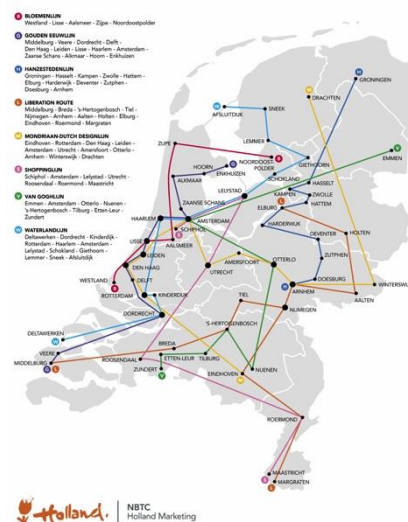 B BLOEMENLIJN
Westland - Lisse - Aalsmeer - Zijpe - Noordoostpolder
G GOUDEN EEUWLIJN
Middelburg - Veere - Dordrecht - Delft -
Den Haag - Leiden - Lisse - Haarlem - Amsterdam -
Zaanse Schans - Alkmaar - Hoorn - Enkhuizen
H HANZESTEDENLIJN
Groningen - Hasselt - Kampen - Zwolle - Hattem -
Elburg - Harderwijk - Deventer - Zutphen -
Doesburg - Arnhem
L LIBERATION ROUTE
Middelburg - Breda - 's-Hertogenbosch - Tiel -
Nijmegen - Arnhem - Aalten - Holten - Elburg -
Eindhoven - Roermond - Margraten
M MONDRIAAN-DUTCH DESIGNLIJN
Eindhoven - Rotterdam - Den Haag - Leiden -
Amsterdam - Utrecht - Amersfoort - Otterlo -
Arnhem - Winterswijk - Drachten
S SHOPPINGLIJN
Schiphol - Amsterdam - Lelystad - Utrecht -
Roosendaal - Roermond - Maastricht
V VAN GOGHLIJN
Emmen - Amsterdam - Otterlo - Nuenen -
's-Hertogenbosch - Tilburg - Etten-Leur -
Zundert
W WATERLANDLIJN
Deltawerken - Dordrecht - Kinderdijk -
Rotterdam - Haarlem - Amsterdam -
Lelystad - Schokland - Giethoorn -
Lemmer - Sneek - Afsluitdijk
H
GRONINGEN
M
DRACHTEN
W
AFSLUITDIJK
SNEEK
LEMMER
ZIJPE
B
NOORDOOST-
POLDER
GIETHOORN
V
EMMEN
HOORN
G
ENKHUIZEN
SCHOKLAND
ALKMAAR
LELYSTAD
HASSELT
KAMPEN
ZWOLLE
ZAANSE SCHANS
L
ELBURG
HATTEM
HAARLEM
AMSTERDAM
HARDERWIJK
S
SCHIPHOL
DEVENTER
HOLTEN
LISSE
AALSMEER
LEIDEN
M
AMERSFOORT
OTTERLO
ZUTPHEN
DEN HAAG
UTRECHT
DELFT
DOESBURG
WESTLAND
B
ROTTERDAM
KINDERDIJK
H
ARNHEM
WINTERSWIJ
AALTEN
TIEL
DORDRECHT
NIJMEGEN
DELTAWERKEN
W
'S-HERTOGENBOSCH
VEERE
BREDA
MIDDELBURG
G
L
ROOSENDAAL
ETTEN-LEUR
TILBURG
ZUNDERT
V
EINDHOVEN
M
NUENEN
ROERMOND
S
MAASTRICHT
L
MARGRATEN
Holland.
NBTC
Holland Marketing